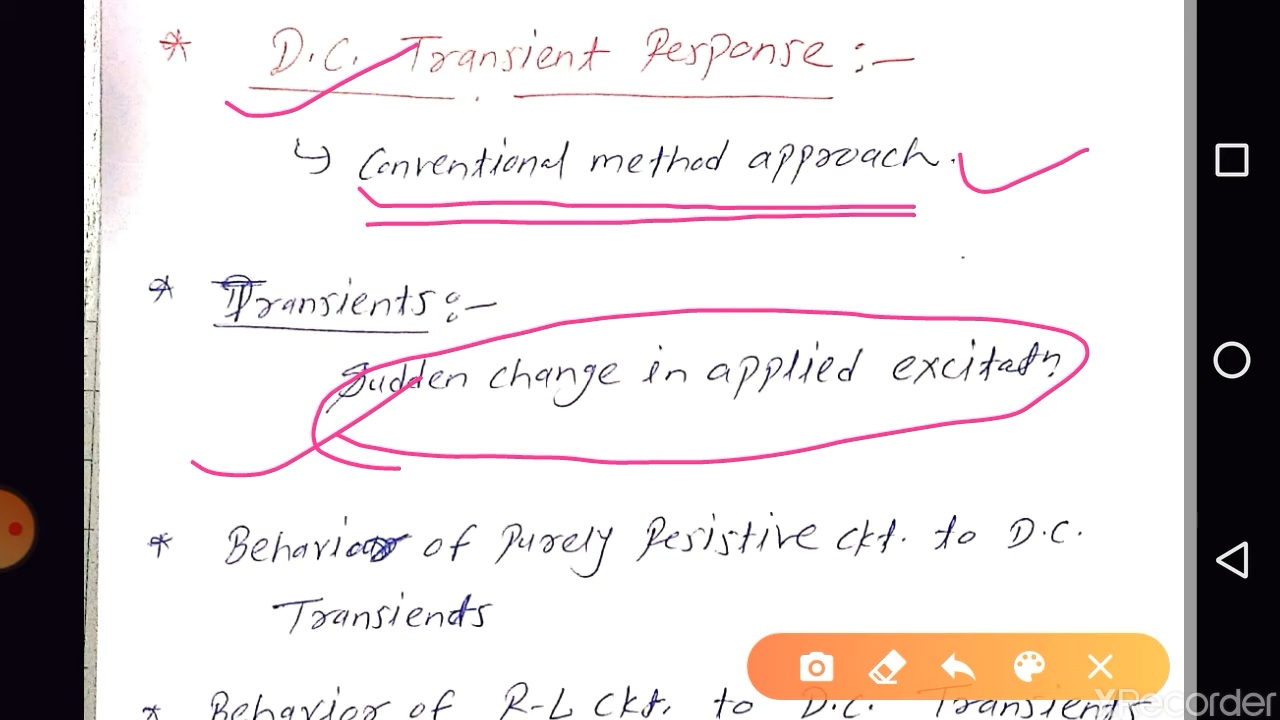 * D.C. Transient Response :-
↳ Conventional method approach.
* Transients :-
Sudden change in applied excitatn.
* Behavior of Purely Resistive ckt. to D.C.
Transients
* Behavior of R-L Ckt. to D.C. Transients
XRecorder